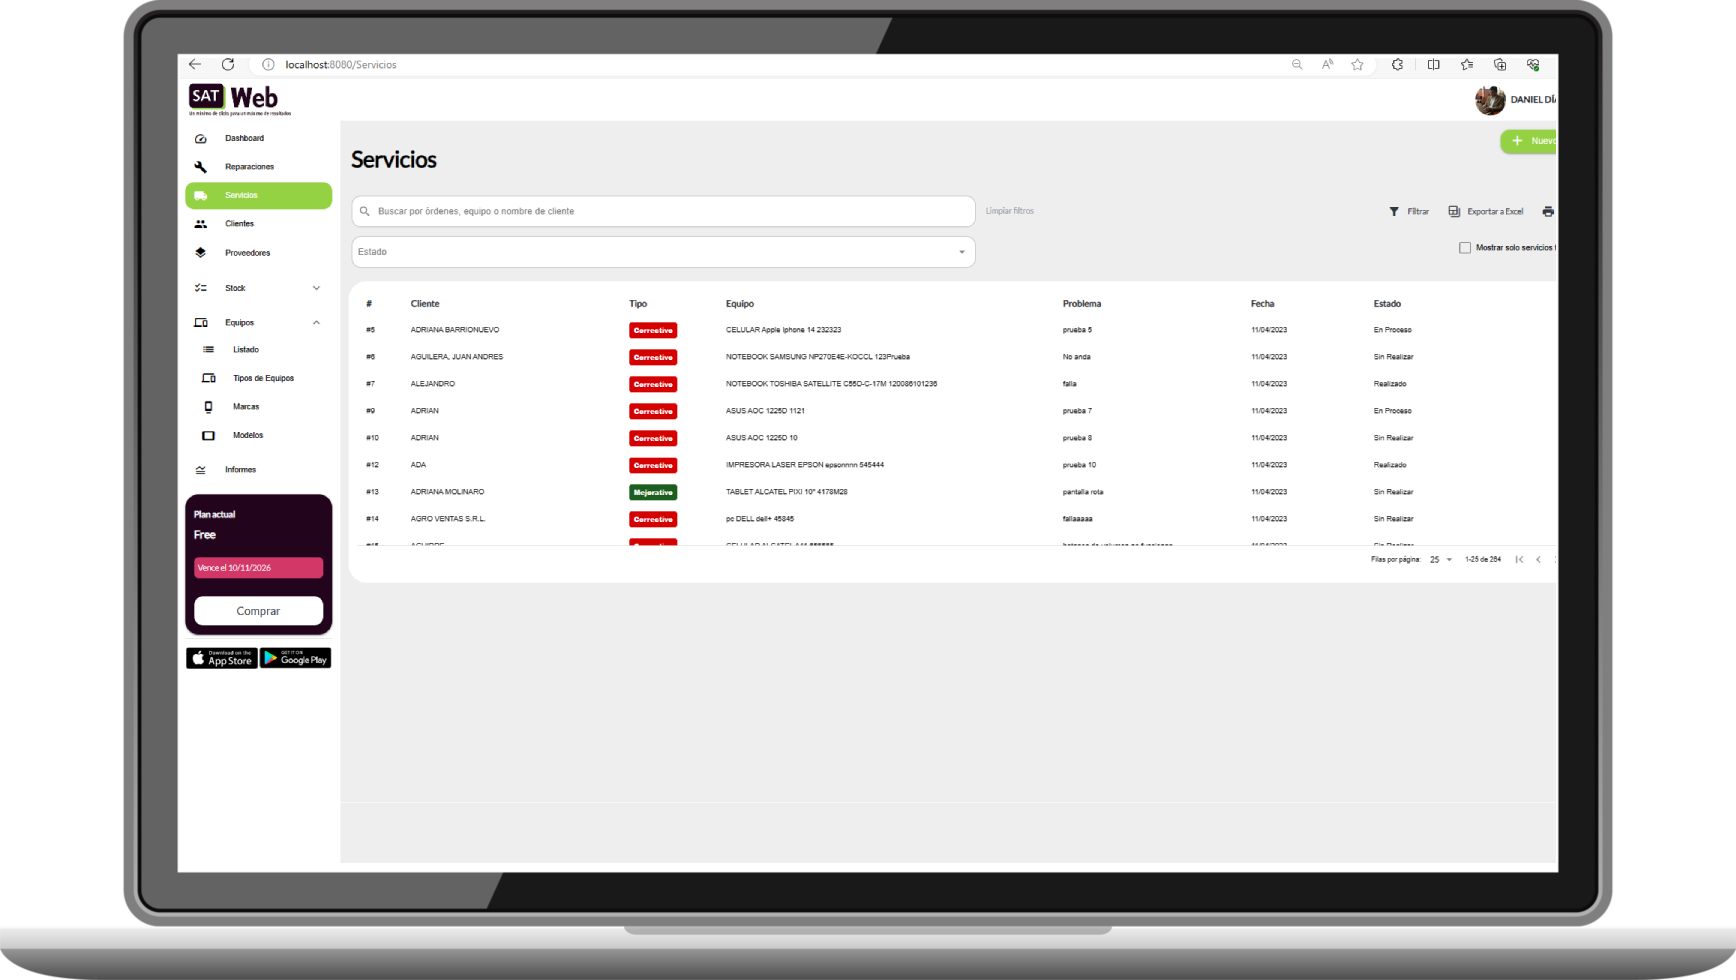 localhost:8080/Servicios
SAT Web
Un mínimo de clicks para un máximo de resultados
DANIEL DÍA
Dashboard
Reparaciones
Servicios
Clientes
Proveedores
Stock
Equipos
Listado
Tipos de Equipos
Marcas
Modelos
Informes
Plan actual
Free
Vence el 10/11/2026
Comprar
Download on the
App Store
GET IT ON
Google Play
Servicios
+ Nuevo
Buscar por órdenes, equipo o nombre de cliente
Limpiar filtros
Filtrar
Exportar a Excel
Estado
Mostrar solo servicios
# Cliente Tipo Equipo Problema Fecha Estado
#5 ADRIANA BARRIONUEVO Correctivo CELULAR Apple Iphone 14 232323 prueba 5 11/04/2023 En Proceso
#6 AGUILERA, JUAN ANDRES Correctivo NOTEBOOK SAMSUNG NP270E4E-KDCCL 123Prueba No anda 11/04/2023 Sin Realizar
#7 ALEJANDRO Correctivo NOTEBOOK TOSHIBA SATELLITE C55D-C-17M 120086101236 falla 11/04/2023 Realizado
#9 ADRIAN Correctivo ASUS AOC 1225D 1121 prueba 7 11/04/2023 En Proceso
#10 ADRIAN Correctivo ASUS AOC 1225D 10 prueba 8 11/04/2023 Sin Realizar
#12 ADA Correctivo IMPRESORA LASER EPSON epsonnnn 545444 prueba 10 11/04/2023 Realizado
#13 ADRIANA MOLINARO Mejorativo TABLET ALCATEL PIXI 10" 4178M28 pantalla rota 11/04/2023 Sin Realizar
#14 AGRO VENTAS S.R.L. Correctivo pc DELL dell+ 45845 fallaaaaa 11/04/2023 Sin Realizar
Filas por página: 25 1-25 de 264